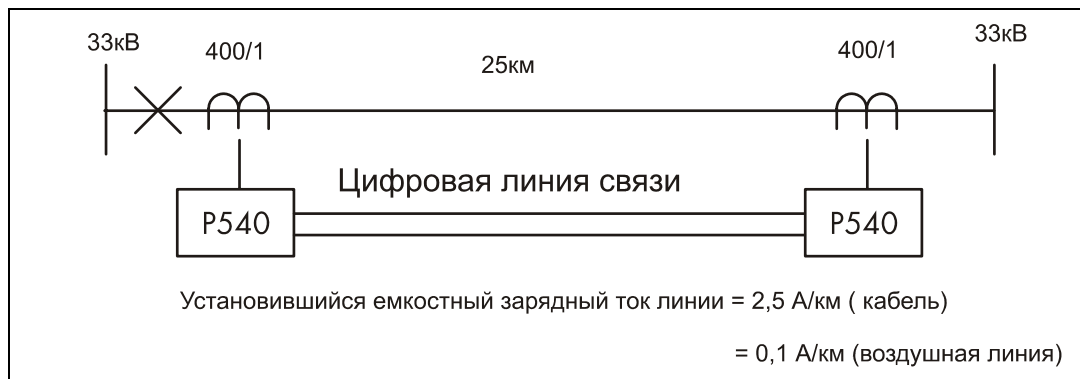 33кВ
400/1
25км
400/1
33кВ
Цифровая линия связи
P540
P540
Установившийся емкостный зарядный ток линии = 2,5 А/км ( кабель)
= 0,1 А/км (воздушная линия)